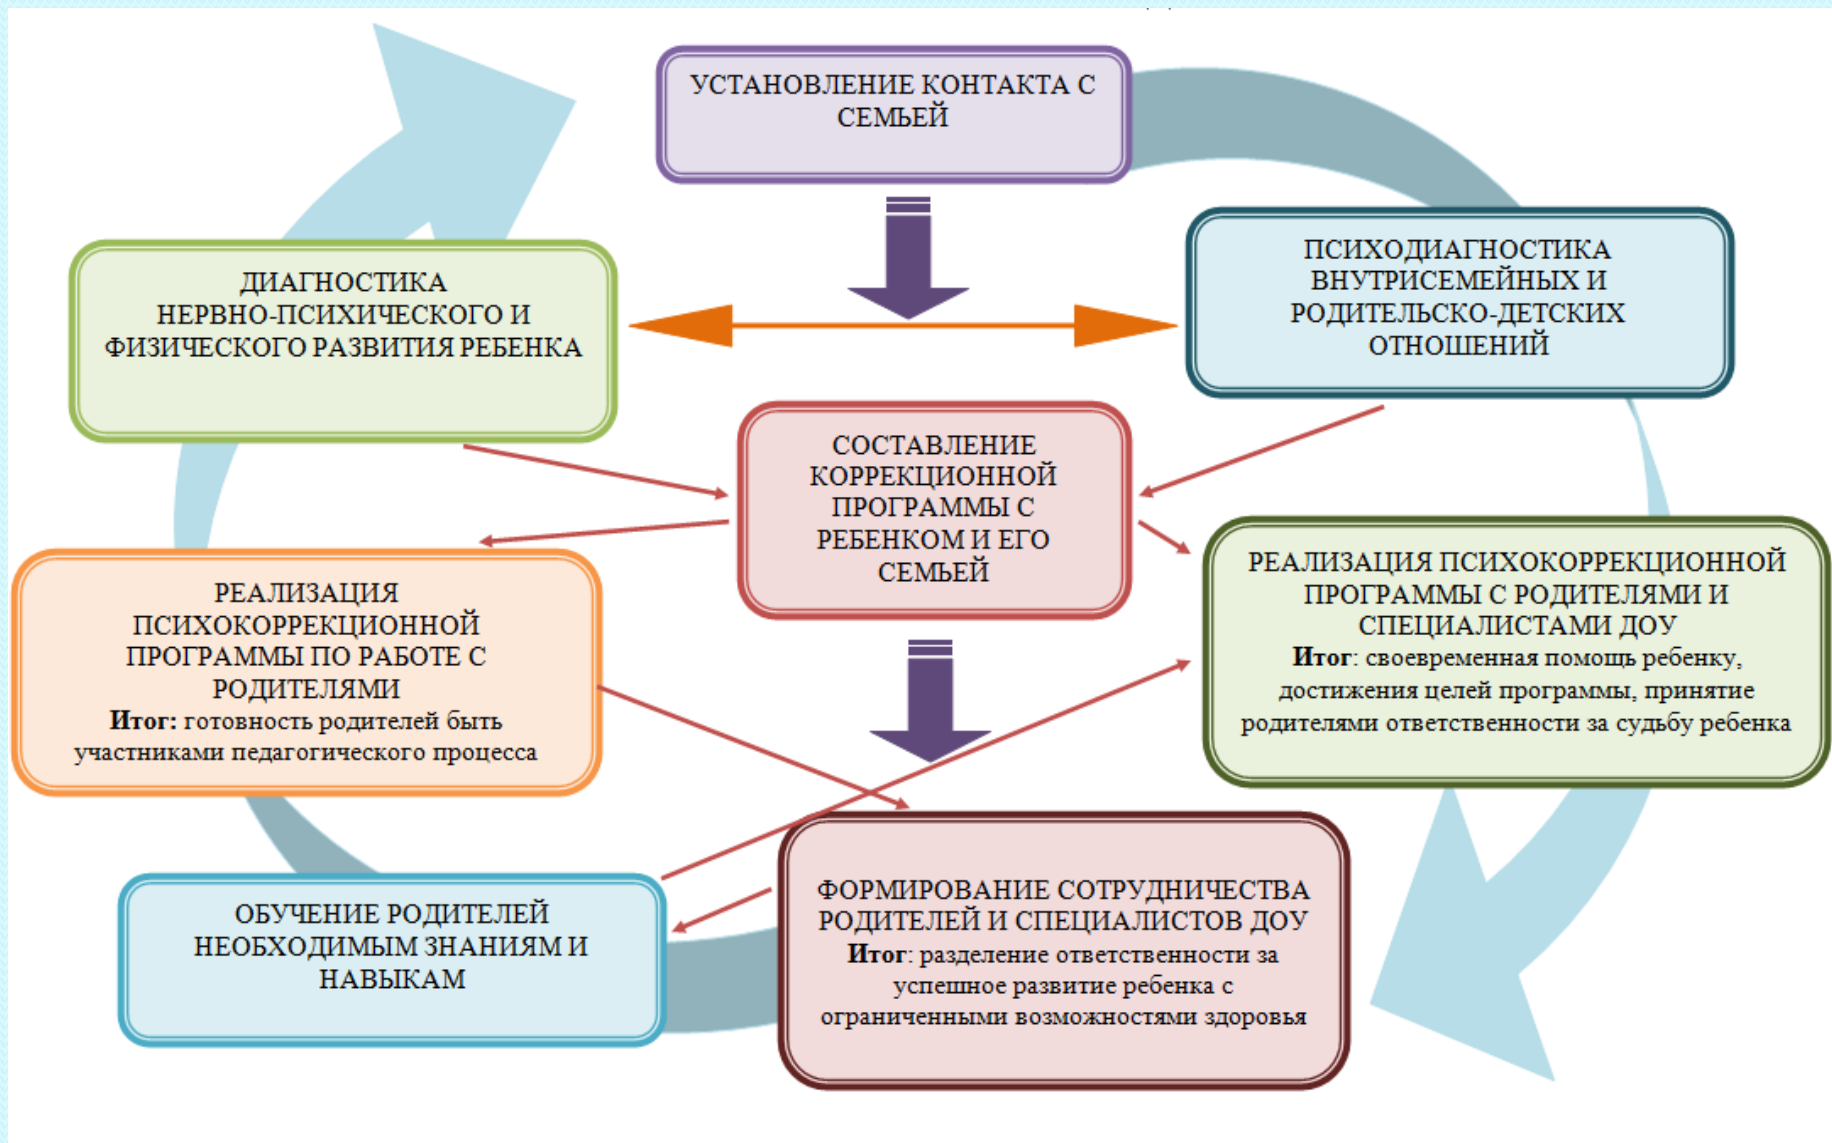 УСТАНОВЛЕНИЕ КОНТАКТА С
СЕМЬЕЙ
ДИАГНОСТИКА
НЕРВНО-ПСИХИЧЕСКОГО И
ФИЗИЧЕСКОГО РАЗВИТИЯ РЕБЕНКА
ПСИХОДИАГНОСТИКА
ВНУТРИСЕМЕЙНЫХ И
РОДИТЕЛЬСКО-ДЕТСКИХ
ОТНОШЕНИЙ
СОСТАВЛЕНИЕ
КОРРЕКЦИОННОЙ
ПРОГРАММЫ С
РЕБЕНКОМ И ЕГО
СЕМЬЕЙ
РЕАЛИЗАЦИЯ
ПСИХОКОРРЕКЦИОННОЙ
ПРОГРАММЫ ПО РАБОТЕ С
РОДИТЕЛЯМИ
Итог: готовность родителей быть
участниками педагогического процесса
РЕАЛИЗАЦИЯ ПСИХОКОРРЕКЦИОННОЙ
ПРОГРАММЫ С РОДИТЕЛЯМИ И
СПЕЦИАЛИСТАМИ ДОУ
Итог: своевременная помощь ребенку,
достижения целей программы, принятие
родителями ответственности за судьбу ребенка
ОБУЧЕНИЕ РОДИТЕЛЕЙ
НЕОБХОДИМЫМ ЗНАНИЯМ И
НАВЫКАМ
ФОРМИРОВАНИЕ СОТРУДНИЧЕСТВА
РОДИТЕЛЕЙ И СПЕЦИАЛИСТОВ ДОУ
Итог: разделение ответственности за
успешное развитие ребенка с
ограниченными возможностями здоровья